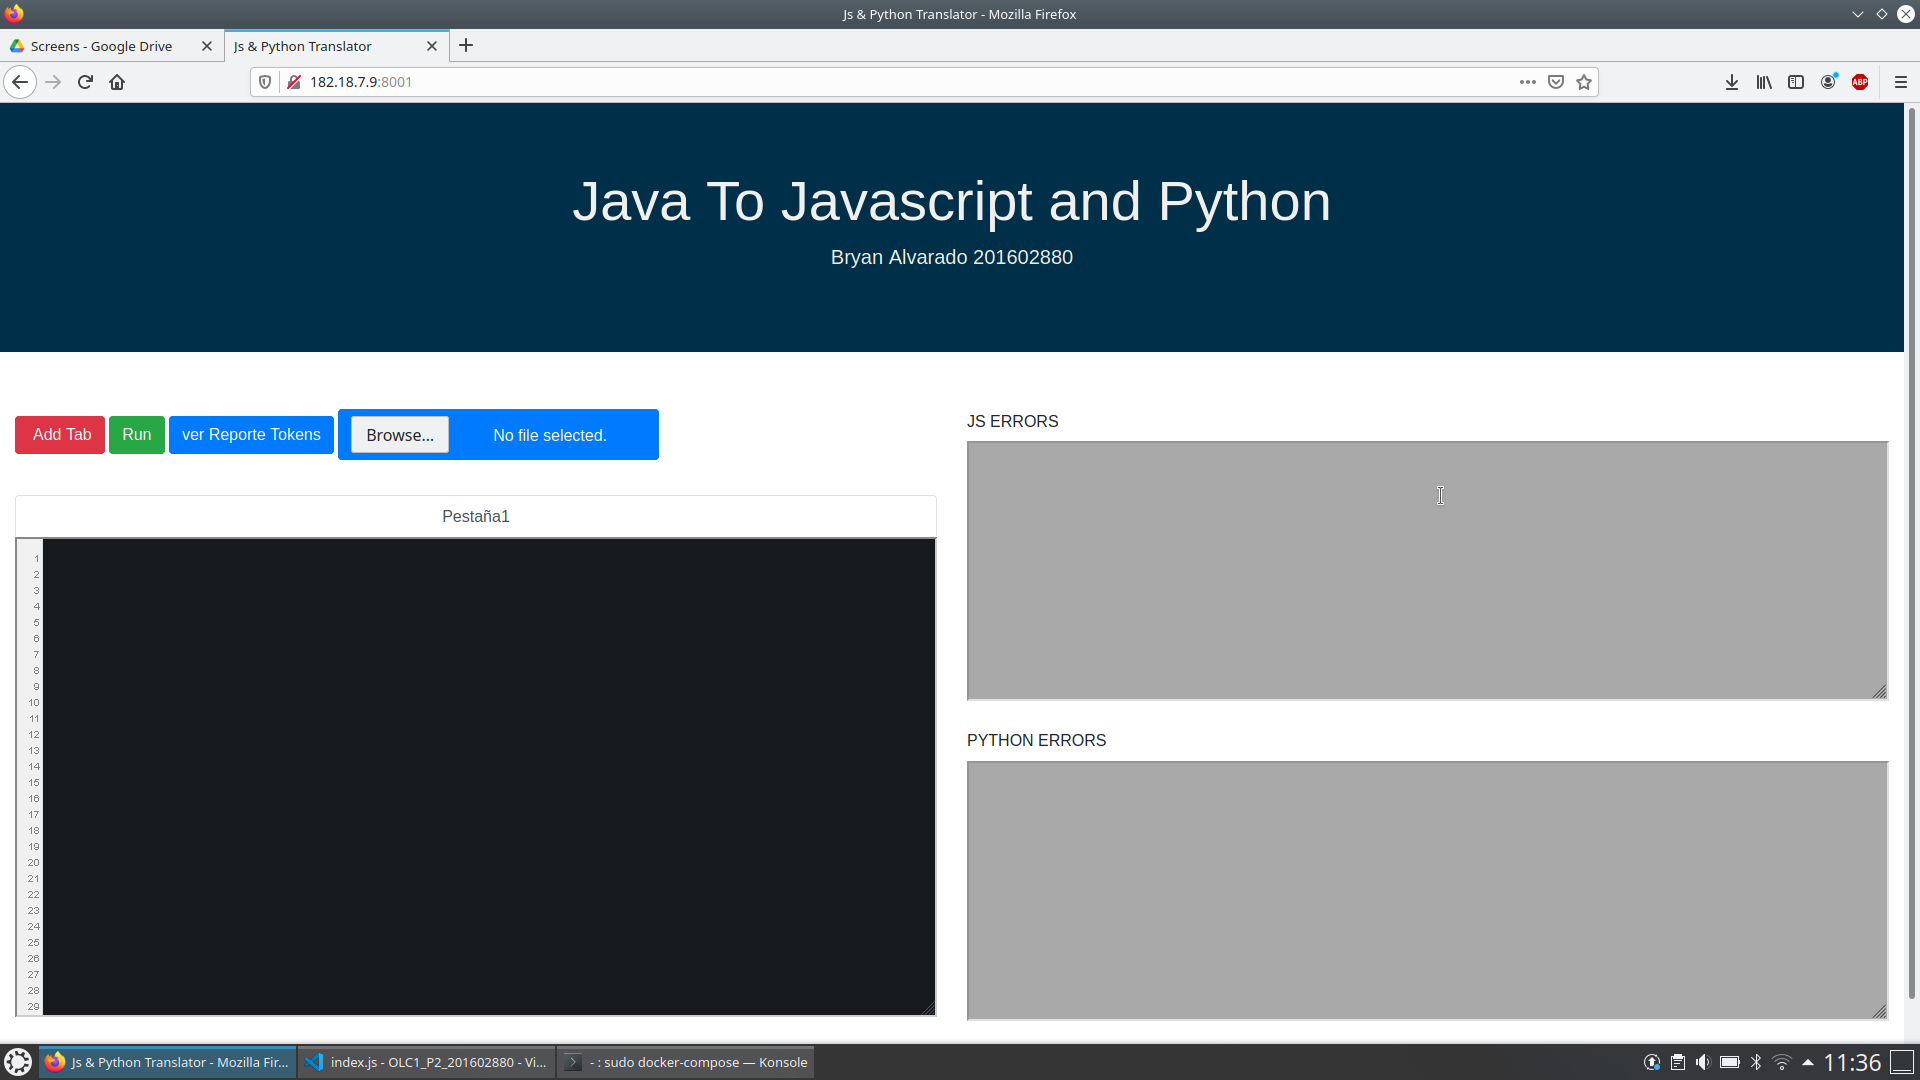 Js & Python Translator - Mozilla Firefox
Screens - Google Drive
Js & Python Translator
182.18.7.9:8001
ABP
Java To Javascript and Python
Bryan Alvarado 201602880
Add Tab
Run
ver Reporte Tokens
Browse...
No file selected.
Pestaña1
1
2
3
4
5
6
7
8
9
10
11
12
13
14
15
16
17
18
19
20
21
22
23
24
25
26
27
28
29
JS ERRORS
PYTHON ERRORS
Js & Python Translator - Mozilla Fir...
index.js - OLC1_P2_201602880 - Vi...
- : sudo docker-compose — Konsole
11:36